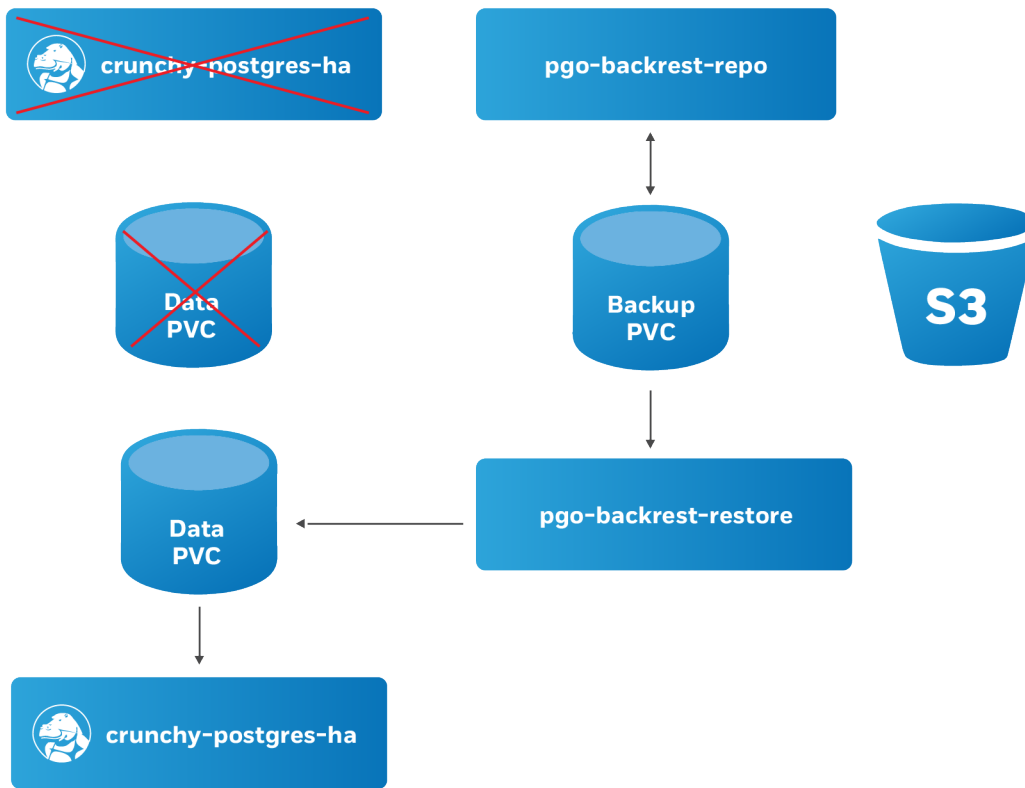 crunchy-postgres-ha
pgo-backrest-repo
Data
PVC
Backup
PVC
S3
Data
PVC
pgo-backrest-restore
crunchy-postgres-ha